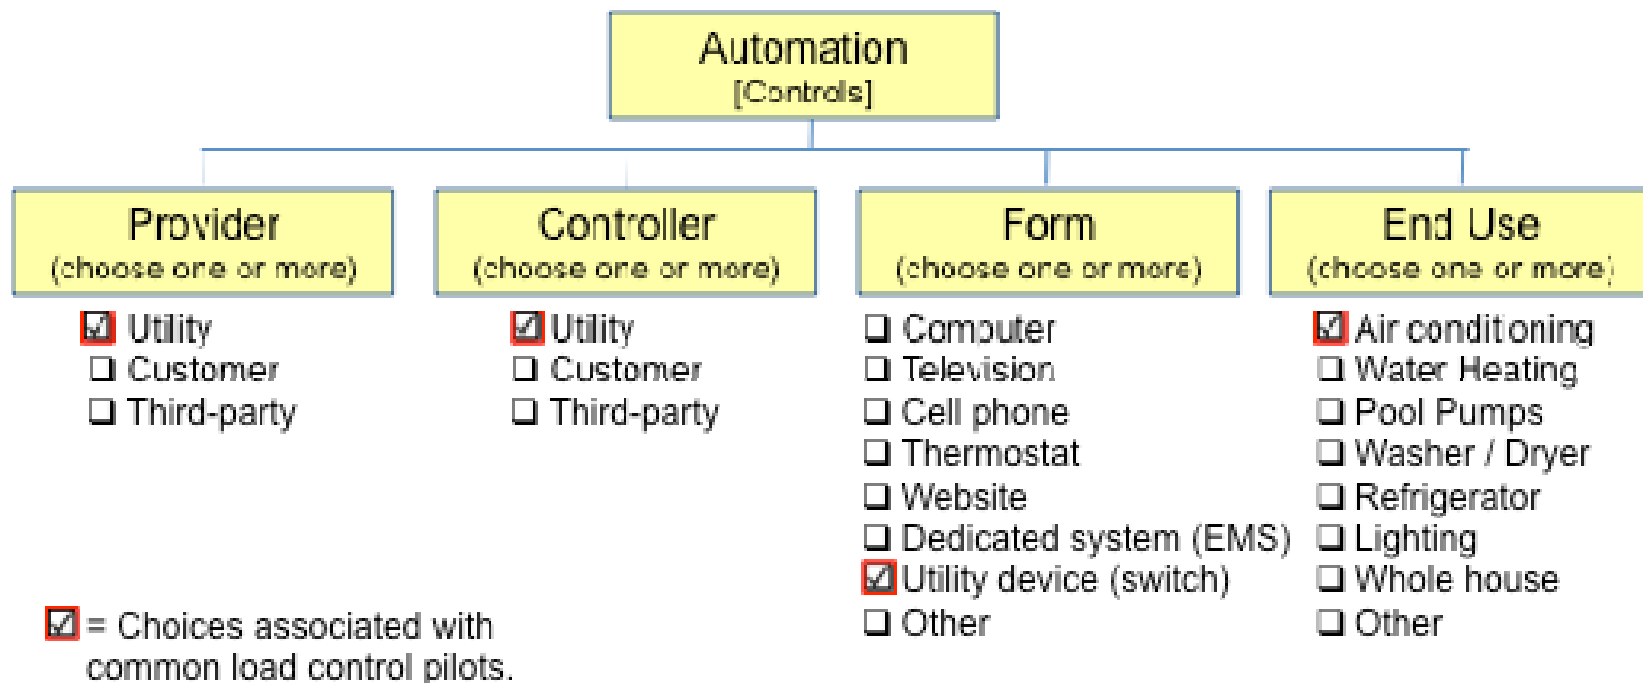 Automation
[Controls]
Provider
(choose one or more)
☑ Utility
❑ Customer
❑ Third-party
Controller
(choose one or more)
☑ Utility
❑ Customer
❑ Third-party
Form
(choose one or more)
❑ Computer
❑ Television
❑ Cell phone
❑ Thermostat
❑ Website
❑ Dedicated system (EMS)
☑ Utility device (switch)
❑ Other
End Use
(choose one or more)
☑ Air conditioning
❑ Water Heating
❑ Pool Pumps
❑ Washer / Dryer
❑ Refrigerator
❑ Lighting
❑ Whole house
❑ Other
☑ = Choices associated with
common load control pilots.